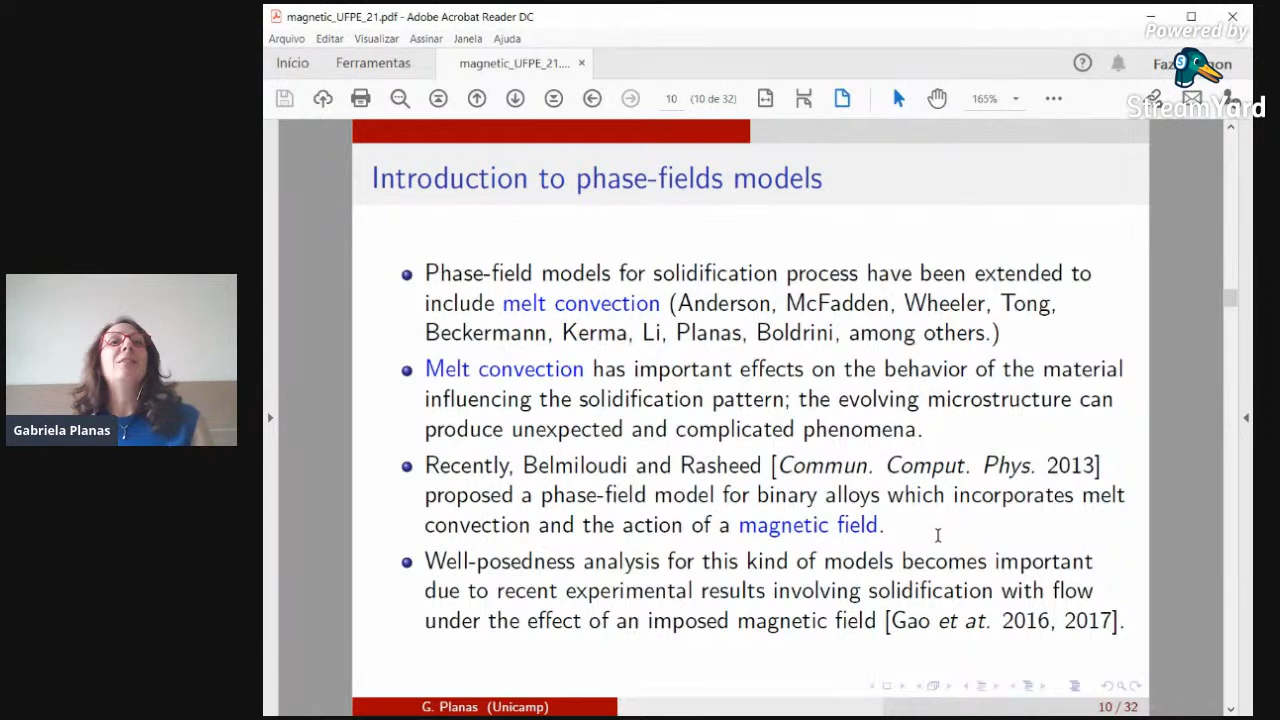 magnetic_UFPE_21.pdf - Adobe Acrobat Reader DC
Powered by
Arquivo Editar Visualizar Assinar Janela Ajuda
Início Ferramentas magnetic_UFPE_21.... ×
StreamYard
10 (10 de 32) 165%
Introduction to phase-fields models
Phase-field models for solidification process have been extended to
include melt convection (Anderson, McFadden, Wheeler, Tong,
Beckermann, Kerma, Li, Planas, Boldrini, among others.)
Melt convection has important effects on the behavior of the material
influencing the solidification pattern; the evolving microstructure can
produce unexpected and complicated phenomena.
Recently, Belmiloudi and Rasheed [Commun. Comput. Phys. 2013]
proposed a phase-field model for binary alloys which incorporates melt
convection and the action of a magnetic field.
Well-posedness analysis for this kind of models becomes important
due to recent experimental results involving solidification with flow
under the effect of an imposed magnetic field [Gao et at. 2016, 2017].
Gabriela Planas
G. Planas (Unicamp) 10 / 32